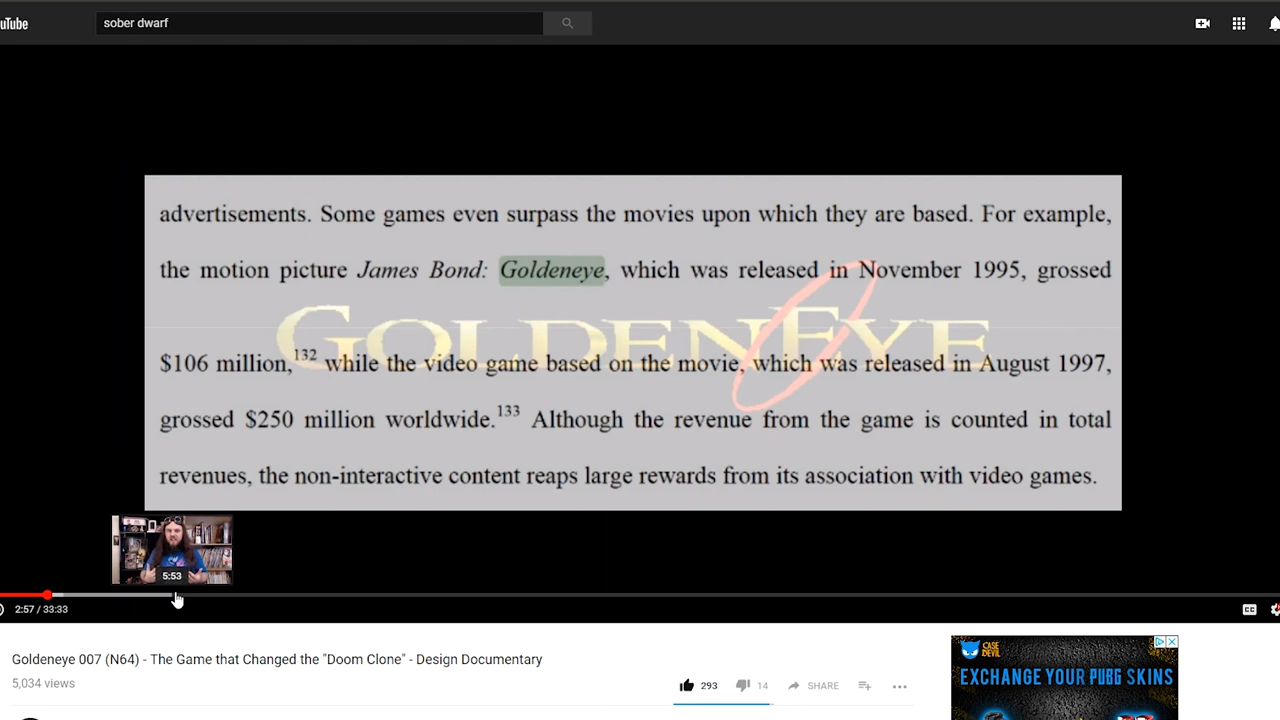 uTube
sober dwarf
advertisements. Some games even surpass the movies upon which they are based. For example,
the motion picture James Bond: Goldeneye, which was released in November 1995, grossed
GOLDENEYE
$106 million,132 while the video game based on the movie, which was released in August 1997,
grossed $250 million worldwide.133 Although the revenue from the game is counted in total
revenues, the non-interactive content reaps large rewards from its association with video games.
5:53
2:57 / 33:33
CC
Goldeneye 007 (N64) - The Game that Changed the "Doom Clone" - Design Documentary
5,034 views
293
14
SHARE
CASE
DEVIL
EXCHANGE YOUR PUBG SKINS